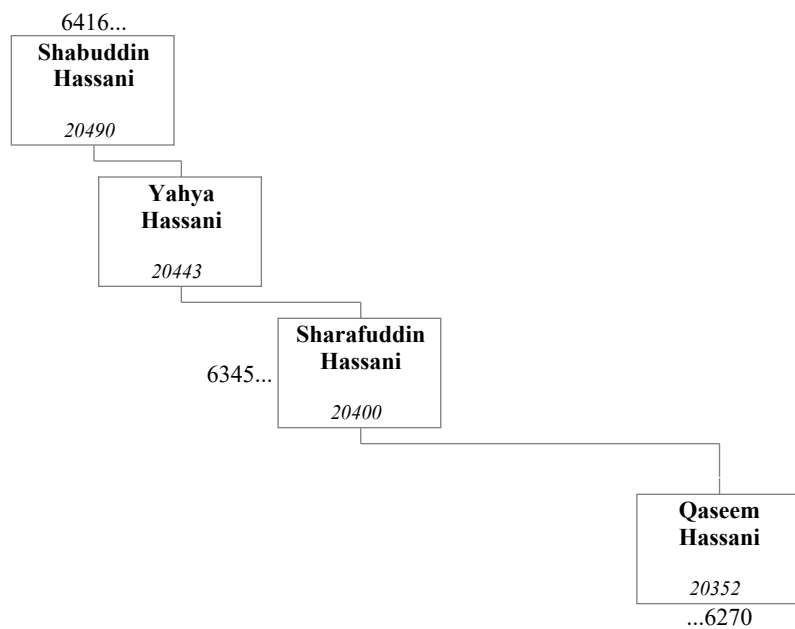 6416...
Shabuddin
Hassani
20490
Yahya
Hassani
20443
Sharafuddin
Hassani
6345...
20400
Qaseem
Hassani
20352
...6270